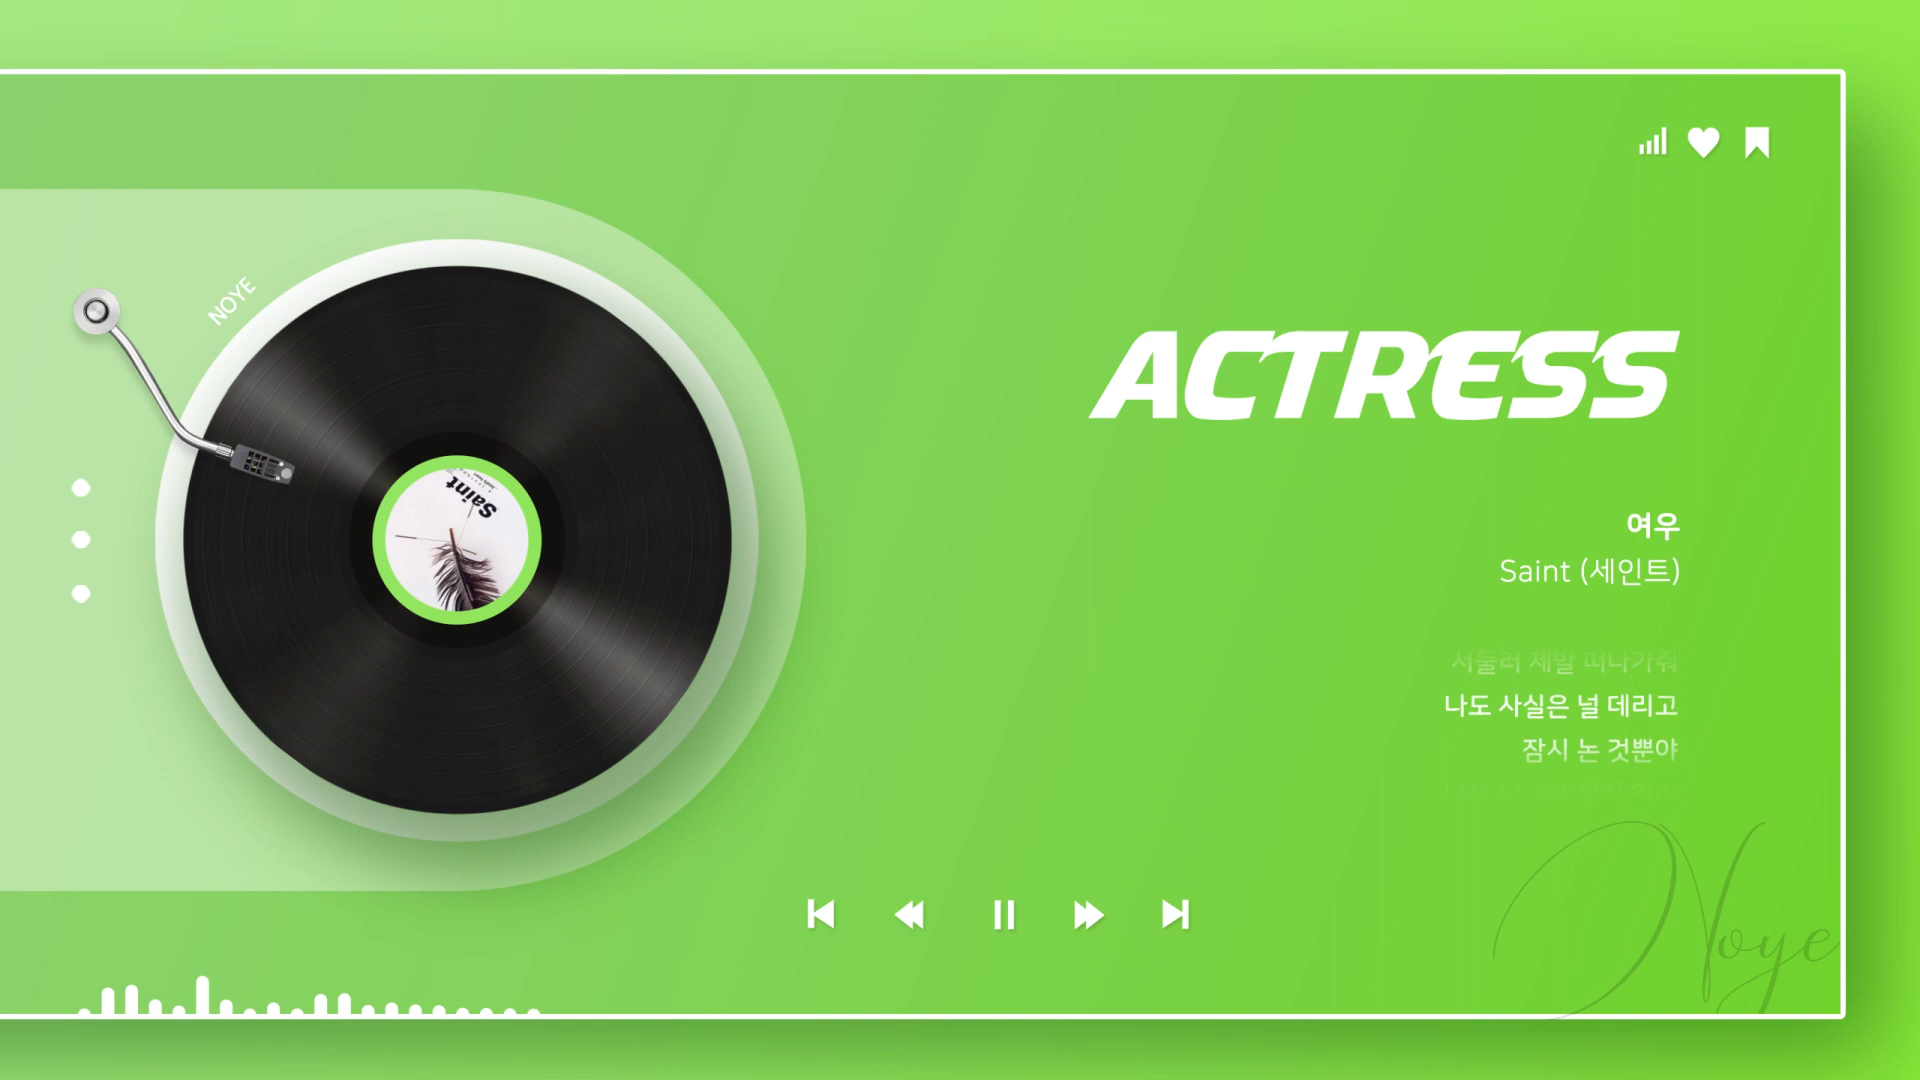 NOYE
Saint
ACTRESS
여우
Saint (세인트)
서둘러 제발 떠나가줘
나도 사실은 널 데리고
잠시 논 것뿐야
Noye